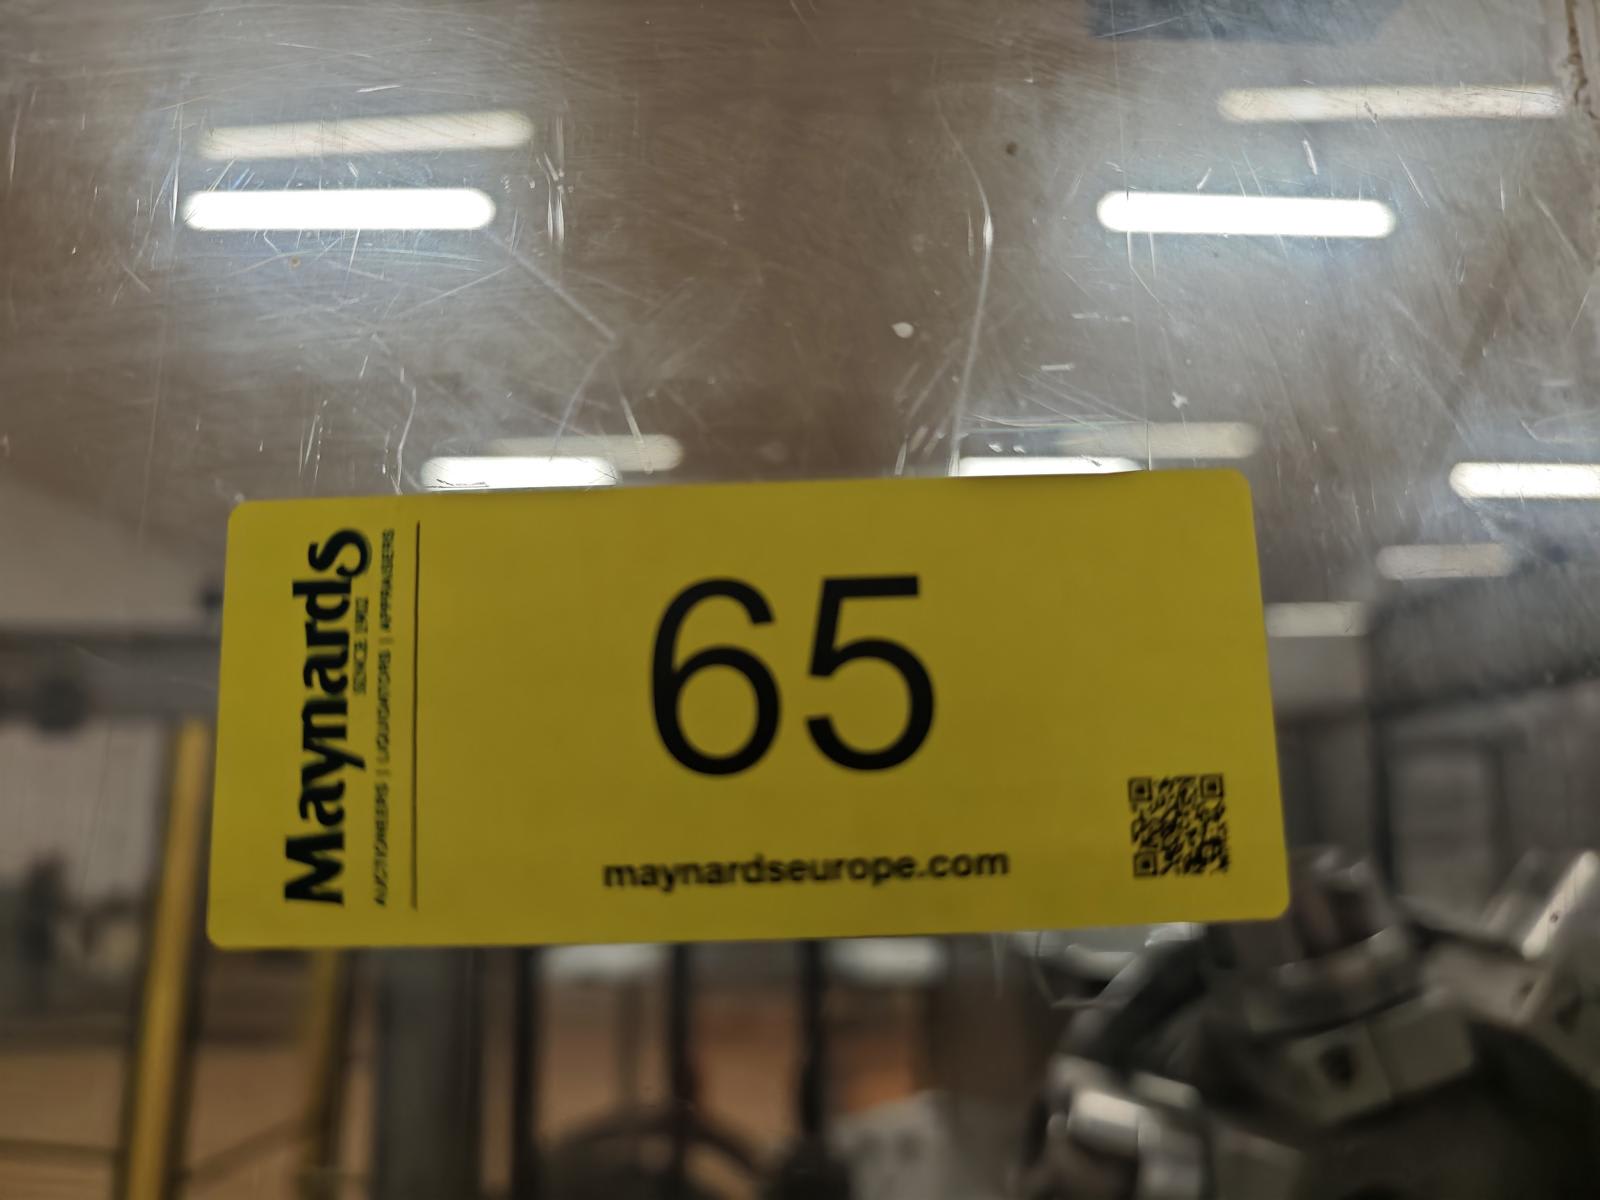 Maynards
SINCE 1902
AUCTIONEERS | LIQUIDATORS | APPRAISERS
65
maynardseurope.com